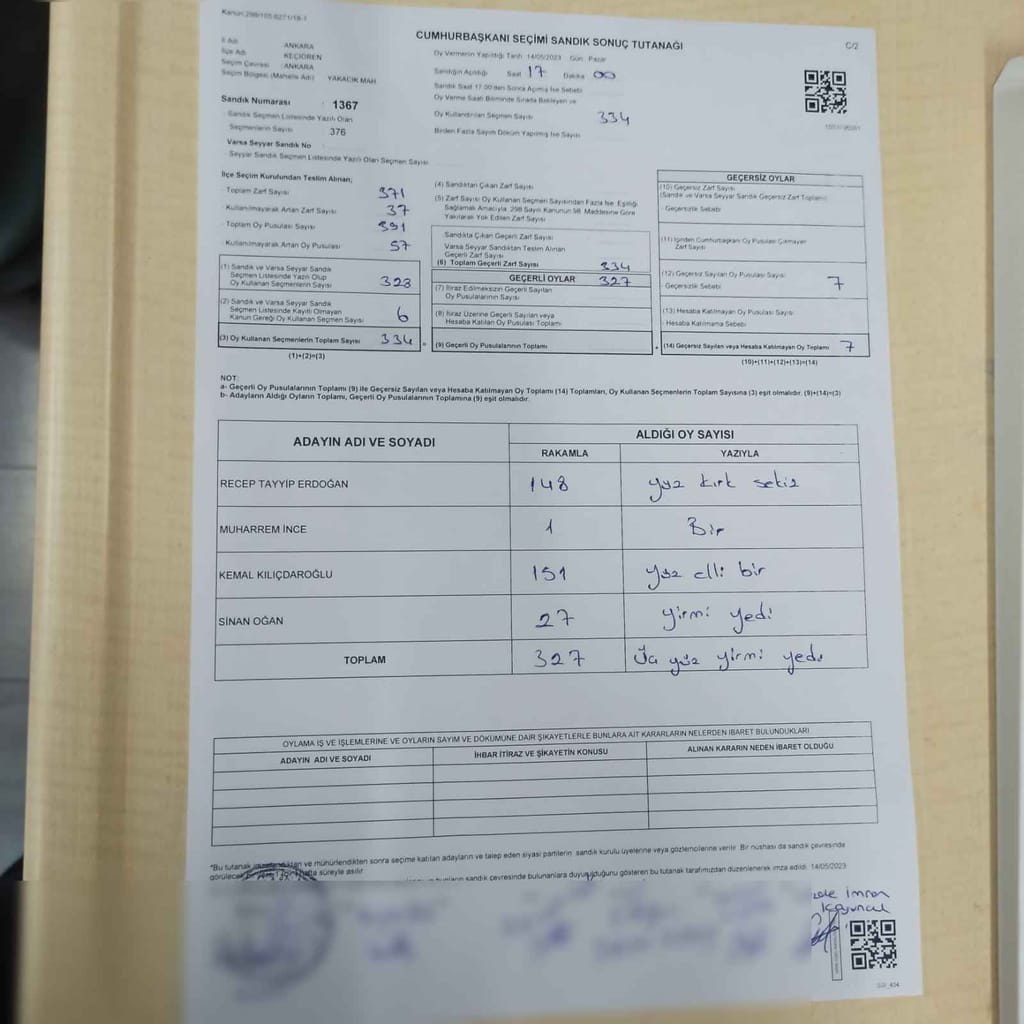 Kanun:298/105,6271/18-1
CUMHURBAŞKANI SEÇİMİ SANDIK SONUÇ TUTANAĞI
C/2
İl Adı ANKARA
İlçe Adı KEÇİÖREN
Seçim Çevresi ANKARA
Seçim Bölgesi (Mahalle Adı) YAKACIK MAH
Oy Vermenin Yapıldığı Tarih 14/05/2023 Gün Pazar
Sandığın Açıldığı Saat 17 Dakika 00
Sandık Saat 17.00'den Sonra Açılmış İse Sebebi
Oy Verme Saati Bitiminde Sırada Bekleyen ve
Oy Kullandırılan Seçmen Sayısı 334
Birden Fazla Sayım Döküm Yapılmış İse Sayısı
Sandık Numarası : 1367
Sandık Seçmen Listesinde Yazılı Olan
Seçmenlerin Sayısı 376
Varsa Seyyar Sandık No
Seyyar Sandık Seçmen Listesinde Yazılı Olan Seçmen Sayısı
İlçe Seçim Kurulundan Teslim Alınan;
Toplam Zarf Sayısı 371
Kullanılmayarak Artan Zarf Sayısı 37
Toplam Oy Pusulası Sayısı 391
Kullanılmayarak Artan Oy Pusulası 57
(1) Sandık ve Varsa Seyyar Sandık
Seçmen Listesinde Yazılı Olup
Oy Kullanan Seçmenlerin Sayısı 328
(2) Sandık ve Varsa Seyyar Sandık
Seçmen Listesinde Kayıtlı Olmayan
Kanun Gereği Oy Kullanan Seçmen Sayısı 6
(3) Oy Kullanan Seçmenlerin Toplam Sayısı 334 =
(1)+(2)=(3)
(4) Sandıktan Çıkan Zarf Sayısı
(5) Zarf Sayısı Oy Kullanan Seçmen Sayısından Fazla İse, Eşitliği
Sağlamak Amacıyla, 298 Sayılı Kanunun 98. Maddesine Göre
Yakılarak Yok Edilen Zarf Sayısı
Sandıkta Çıkan Geçerli Zarf Sayısı
Varsa Seyyar Sandıktan Teslim Alınan
Geçerli Zarf Sayısı
(6) Toplam Geçerli Zarf Sayısı 334
GEÇERLİ OYLAR 327
(7) İtiraz Edilmeksizin Geçerli Sayılan
Oy Pusulalarının Sayısı
(8) İtiraz Üzerine Geçerli Sayılan veya
Hesaba Katılan Oy Pusulası Toplamı
(9) Geçerli Oy Pusulalarının Toplamı +
GEÇERSİZ OYLAR
(10) Geçersiz Zarf Sayısı
(Sandık ve Varsa Seyyar Sandık Geçersiz Zarf Toplamı)
Geçersizlik Sebebi
(11) İçinden Cumhurbaşkanı Oy Pusulası Çıkmayan
Zarf Sayısı
(12) Geçersiz Sayılan Oy Pusulası Sayısı 7
Geçersizlik Sebebi
(13) Hesaba Katılmayan Oy Pusulası Sayısı
Hesaba Katılmama Sebebi
(14) Geçersiz Sayılan veya Hesaba Katılmayan Oy Toplamı 7
(10)+(11)+(12)+(13)=(14)
NOT:
a- Geçerli Oy Pusulalarının Toplamı (9) ile Geçersiz Sayılan veya Hesaba Katılmayan Oy Toplamı (14) Toplamları, Oy Kullanan Seçmenlerin Toplam Sayısına (3) eşit olmalıdır. (9)+(14)=(3)
b- Adayların Aldığı Oyların Toplamı, Geçerli Oy Pusulalarının Toplamına (9) eşit olmalıdır.
ADAYIN ADI VE SOYADI ALDIĞI OY SAYISI
RAKAMLA YAZIYLA
RECEP TAYYİP ERDOĞAN 148 yüz kırk sekiz
MUHARREM İNCE 1 Bir
KEMAL KILIÇDAROĞLU 151 yüz elli bir
SİNAN OĞAN 27 yirmi yedi
TOPLAM 327 Üç yüz yirmi yedi
OYLAMA İŞ VE İŞLEMLERİNE VE OYLARIN SAYIM VE DÖKÜMÜNE DAİR ŞİKAYETLERLE BUNLARA AİT KARARLARIN NELERDEN İBARET BULUNDUKLARI
ADAYIN ADI VE SOYADI İHBAR İTİRAZ VE ŞİKAYETİN KONUSU ALINAN KARARIN NEDEN İBARET OLDUĞU
*Bu tutanak imzalandıktan ve mühürlendikten sonra seçime katılan adayların ve talep eden siyasi partilerin sandık kurulu üyelerine veya gözlemcilerine verilir. Bir nüshası da sandık çevresinde
görülecek hafta süreyle asılır.
sandık çevresinde bulunanlara duyurulduğunu gösteren bu tutanak tarafımızdan düzenlenerek imza edildi. 14/05/2023
İmran
Koyuncu